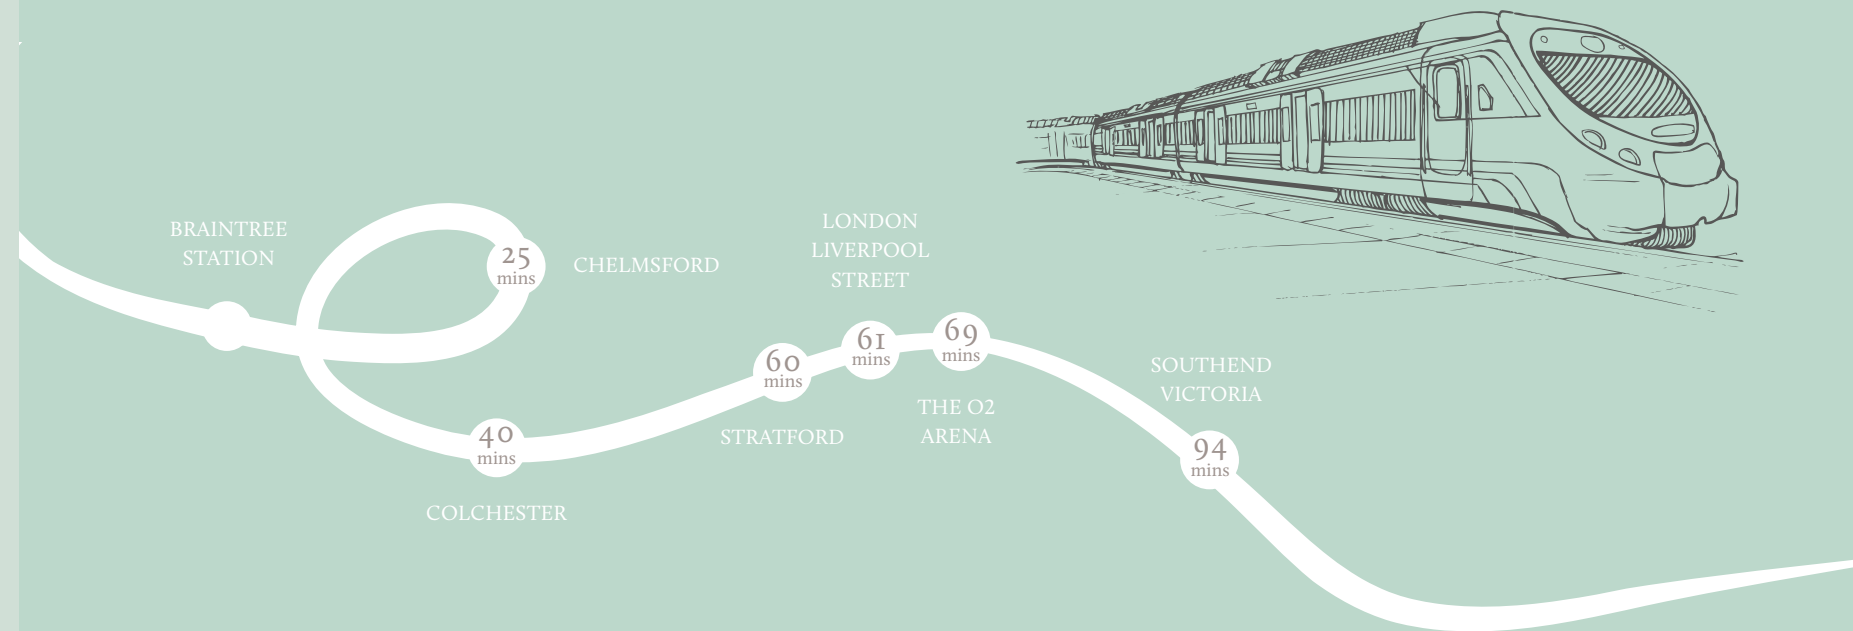 BRAINTREE
STATION
25
mins
CHELMSFORD
40
mins
COLCHESTER
60
mins
STRATFORD
LONDON
LIVERPOOL
STREET
61
mins
69
mins
THE O2
ARENA
SOUTHEND
VICTORIA
94
mins